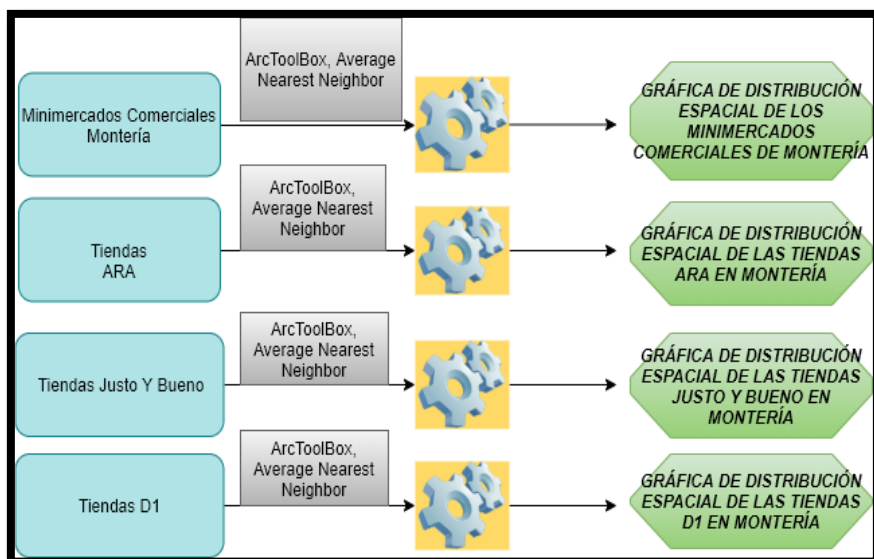 Minimercados Comerciales
Montería
ArcToolBox, Average
Nearest Neighbor
GRÁFICA DE DISTRIBUCIÓN
ESPACIAL DE LOS
MINIMERCADOS
COMERCIALES DE MONTERÍA
Tiendas
ARA
ArcToolBox,
Average Nearest
Neighbor
GRÁFICA DE DISTRIBUCIÓN
ESPACIAL DE LAS TIENDAS
ARA EN MONTERÍA
Tiendas Justo Y Bueno
ArcToolBox,
Average Nearest
Neighbor
GRÁFICA DE DISTRIBUCIÓN
ESPACIAL DE LAS TIENDAS
JUSTO Y BUENO EN
MONTERÍA
Tiendas D1
ArcToolBox,
Average Nearest
Neighbor
GRÁFICA DE DISTRIBUCIÓN
ESPACIAL DE LAS TIENDAS
D1 EN MONTERÍA